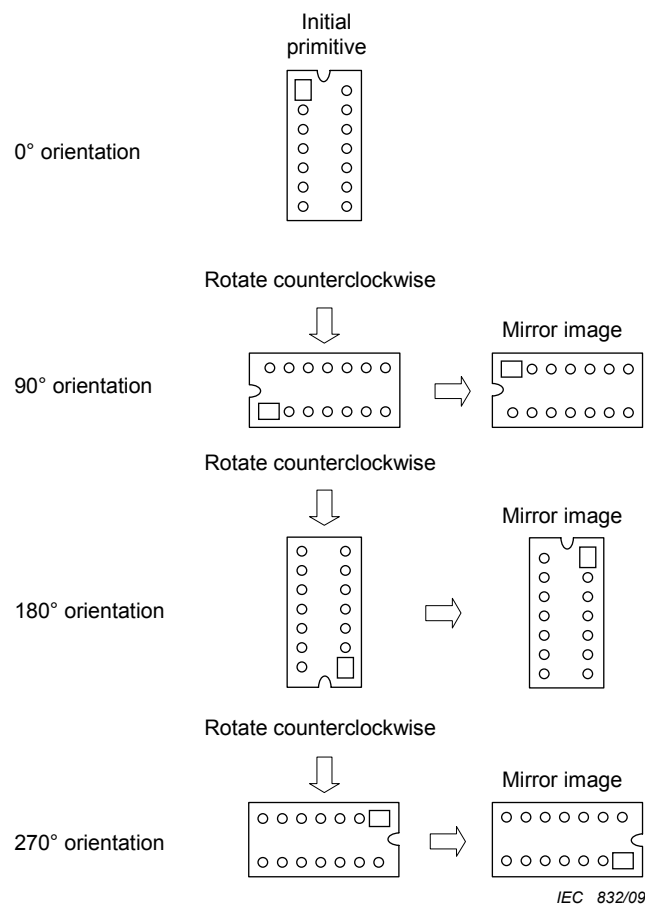 Initial
primitive
0° orientation
Rotate counterclockwise
Mirror image
90° orientation
Rotate counterclockwise
Mirror image
180° orientation
Rotate counterclockwise
Mirror image
270° orientation
IEC 832/09